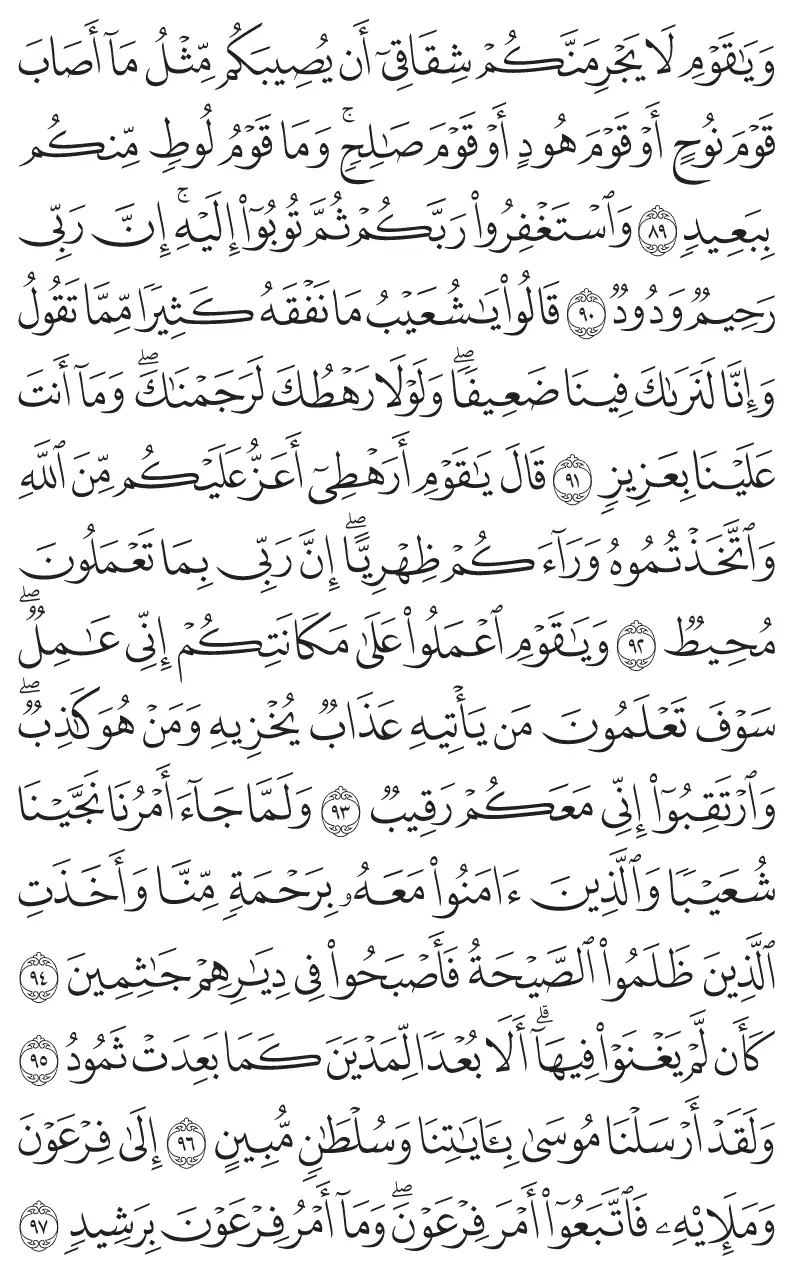 وَيَٰقَوۡمِ لَا يَجۡرِمَنَّكُمۡ شِقَاقِيٓ أَن يُصِيبَكُم مِّثۡلُ مَآ أَصَابَ
قَوۡمَ نُوحٍ أَوۡ قَوۡمَ هُودٍ أَوۡ قَوۡمَ صَٰلِحٖۚ وَمَا قَوۡمُ لُوطٖ مِّنكُم
بِبَعِيدٖ ٨٩ وَٱسۡتَغۡفِرُواْ رَبَّكُمۡ ثُمَّ تُوبُوٓاْ إِلَيۡهِۚ إِنَّ رَبِّي
رَحِيمٞ وَدُودٞ ٩٠ قَالُواْ يَٰشُعَيۡبُ مَا نَفۡقَهُ كَثِيرٗا مِّمَّا تَقُولُ
وَإِنَّا لَنَرَىٰكَ فِينَا ضَعِيفٗاۖ وَلَوۡلَا رَهۡطُكَ لَرَجَمۡنَٰكَۖ وَمَآ أَنتَ
عَلَيۡنَا بِعَزِيزٖ ٩١ قَالَ يَٰقَوۡمِ أَرَهۡطِيٓ أَعَزُّ عَلَيۡكُم مِّنَ ٱللَّهِ
وَٱتَّخَذۡتُمُوهُ وَرَآءَكُمۡ ظِهۡرِيًّاۖ إِنَّ رَبِّي بِمَا تَعۡمَلُونَ
مُحِيطٞ ٩٢ وَيَٰقَوۡمِ ٱعۡمَلُواْ عَلَىٰ مَكَانَتِكُمۡ إِنِّي عَٰمِلٞۖ
سَوۡفَ تَعۡلَمُونَ مَن يَأۡتِيهِ عَذَابٞ يُخۡزِيهِ وَمَنۡ هُوَ كَٰذِبٞۖ
وَٱرۡتَقِبُوٓاْ إِنِّي مَعَكُمۡ رَقِيبٞ ٩٣ وَلَمَّا جَآءَ أَمۡرُنَا نَجَّيۡنَا
شُعَيۡبٗا وَٱلَّذِينَ ءَامَنُواْ مَعَهُۥ بِرَحۡمَةٖ مِّنَّا وَأَخَذَتِ
ٱلَّذِينَ ظَلَمُواْ ٱلصَّيۡحَةُ فَأَصۡبَحُواْ فِي دِيَٰرِهِمۡ جَٰثِمِينَ ٩٤
كَأَن لَّمۡ يَغۡنَوۡاْ فِيهَآۗ أَلَا بُعۡدٗا لِّمَدۡيَنَ كَمَا بَعِدَتۡ ثَمُودُ ٩٥
وَلَقَدۡ أَرۡسَلۡنَا مُوسَىٰ بِـَٔايَٰتِنَا وَسُلۡطَٰنٖ مُّبِينٍ ٩٦ إِلَىٰ فِرۡعَوۡنَ
وَمَلَإِيْهِۦ فَٱتَّبَعُوٓاْ أَمۡرَ فِرۡعَوۡنَۖ وَمَآ أَمۡرُ فِرۡعَوۡنَ بِرَشِيدٖ ٩٧